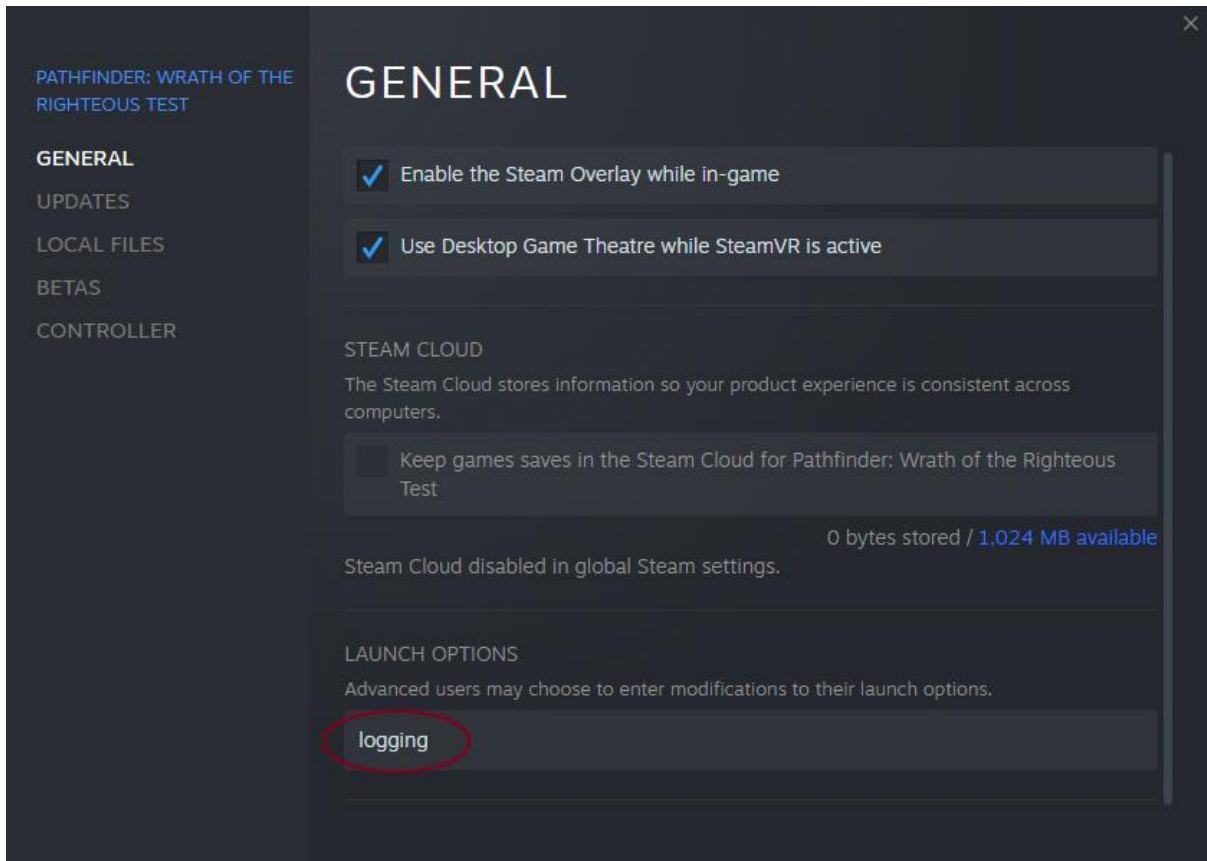 PATHFINDER: WRATH OF THE
RIGHTEOUS TEST
GENERAL
UPDATES
LOCAL FILES
BETAS
CONTROLLER
GENERAL
Enable the Steam Overlay while in-game
Use Desktop Game Theatre while SteamVR is active
STEAM CLOUD
The Steam Cloud stores information so your product experience is consistent across
computers.
Keep games saves in the Steam Cloud for Pathfinder: Wrath of the Righteous
Test
0 bytes stored / 1,024 MB available
Steam Cloud disabled in global Steam settings.
LAUNCH OPTIONS
Advanced users may choose to enter modifications to their launch options.
logging